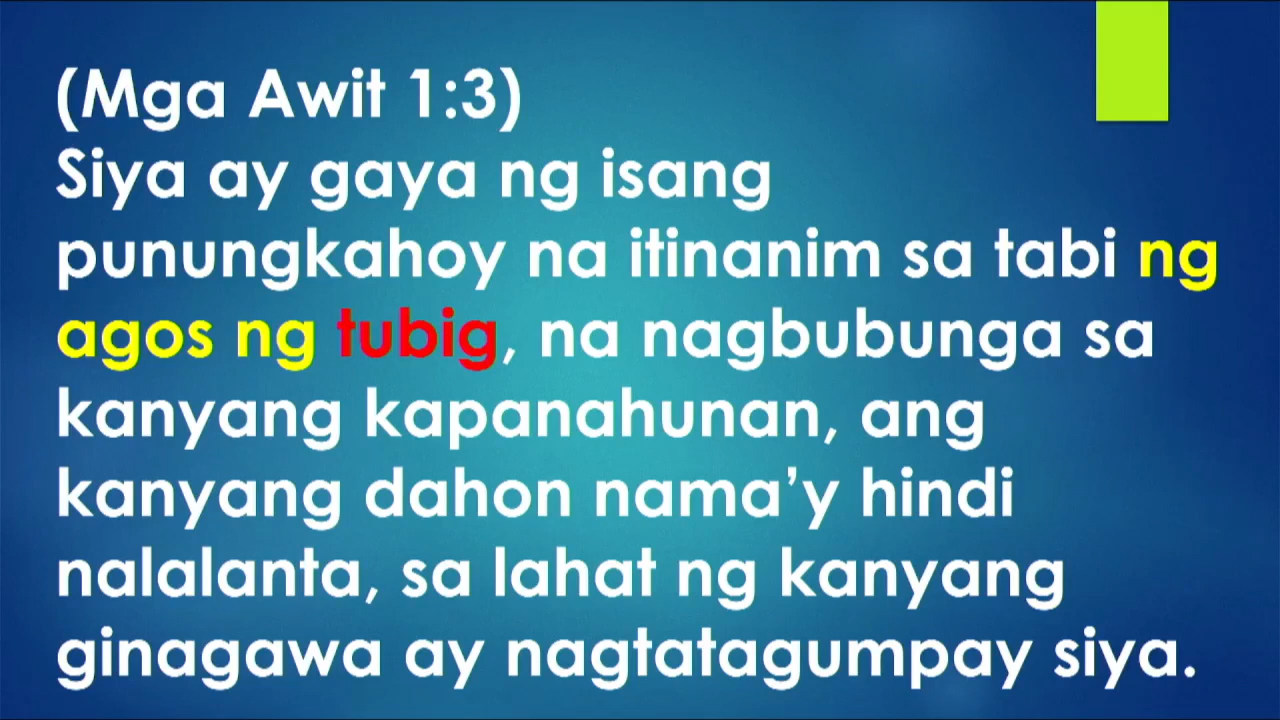 (Mga Awit 1:3)
Siya ay gaya ng isang
punungkahoy na itinanim sa tabi ng
agos ng tubig, na nagbubunga sa
kanyang kapanahunan, ang
kanyang dahon nama’y hindi
nalalanta, sa lahat ng kanyang
ginagawa ay nagtatagumpay siya.